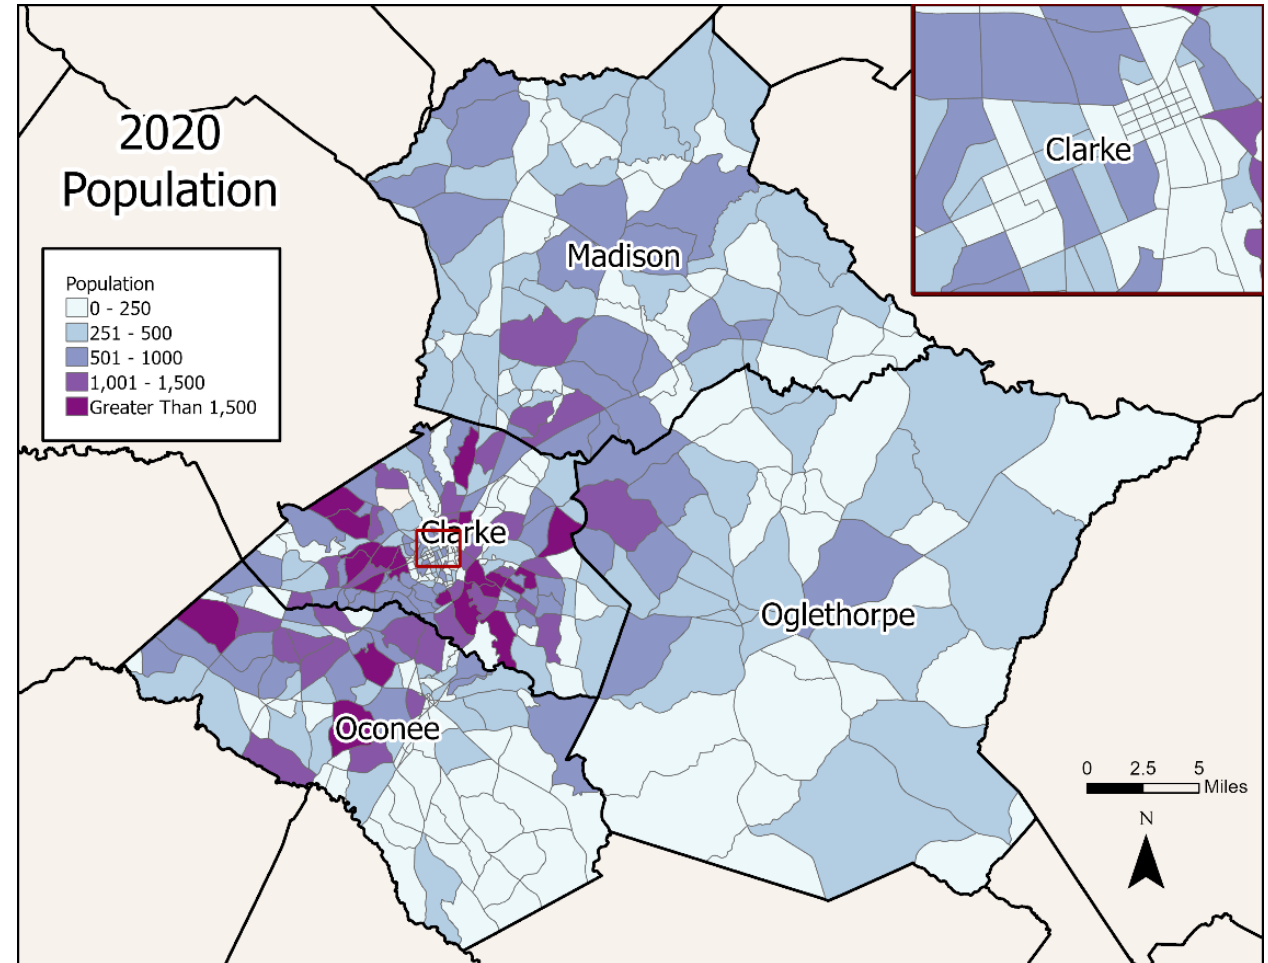 2020
Population
Population
0 - 250
251 - 500
501 - 1000
1,001 - 1,500
Greater Than 1,500
Clarke
Madison
Clarke
Oglethorpe
Oconee
0 2.5 5
Miles
N